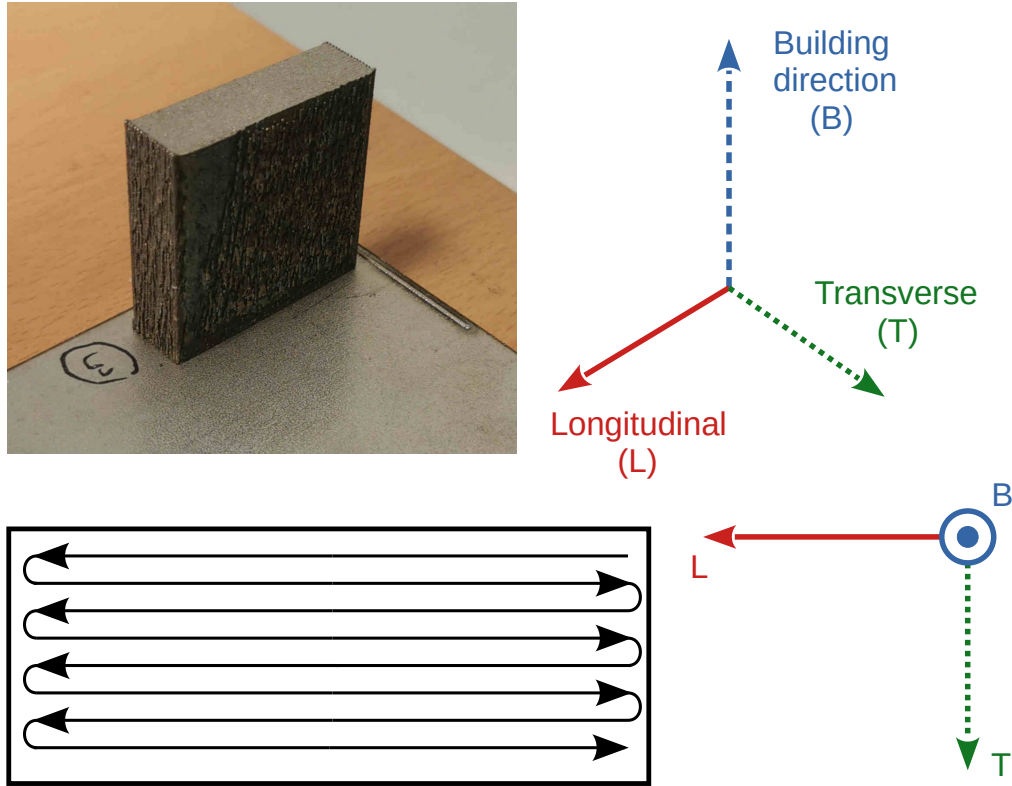 Building
direction
(B)
Transverse
(T)
Longitudinal
(L)
B
L
T